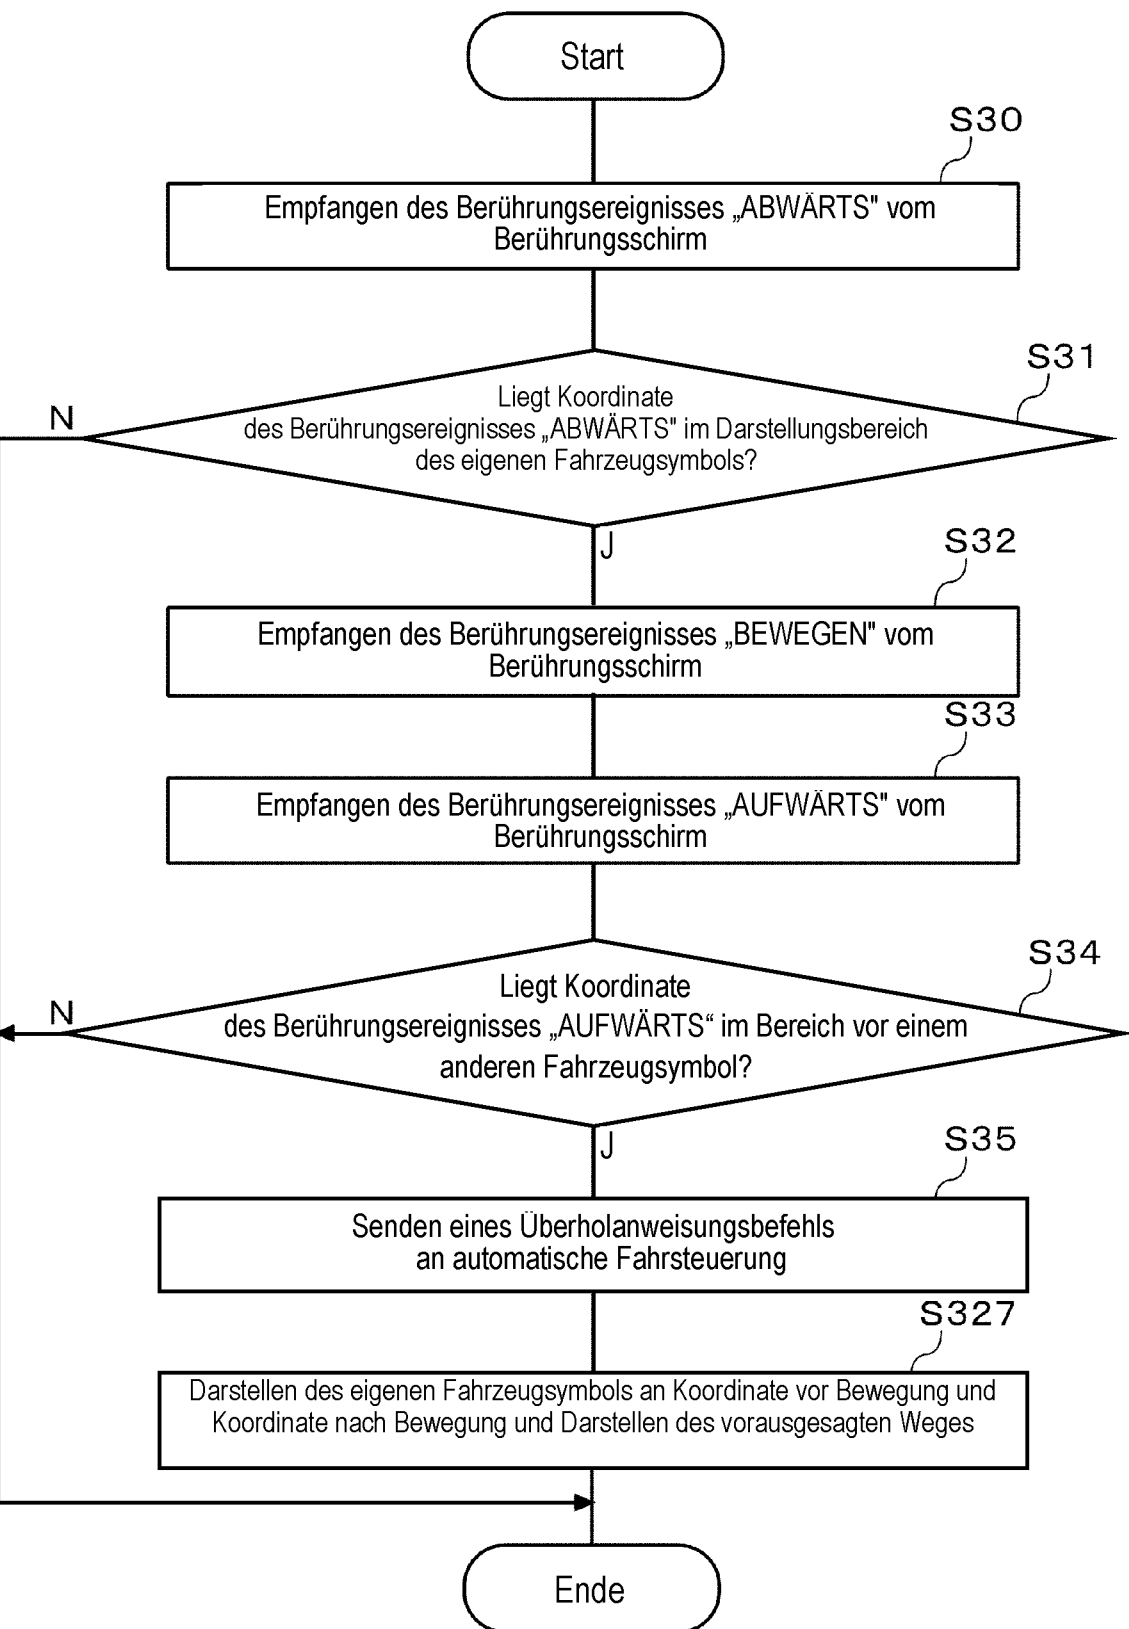 Start
S30
Empfangen des Berührungsereignisses „ABWÄRTS" vom
Berührungsschirm
S31
N
Liegt Koordinate
des Berührungsereignisses „ABWÄRTS" im Darstellungsbereich
des eigenen Fahrzeugsymbols?
J
S32
Empfangen des Berührungsereignisses „BEWEGEN" vom
Berührungsschirm
S33
Empfangen des Berührungsereignisses „AUFWÄRTS" vom
Berührungsschirm
S34
N
Liegt Koordinate
des Berührungsereignisses „AUFWÄRTS“ im Bereich vor einem
anderen Fahrzeugsymbol?
J
S35
Senden eines Überholanweisungsbefehls
an automatische Fahrsteuerung
S327
Darstellen des eigenen Fahrzeugsymbols an Koordinate vor Bewegung und
Koordinate nach Bewegung und Darstellen des vorausgesagten Weges
Ende